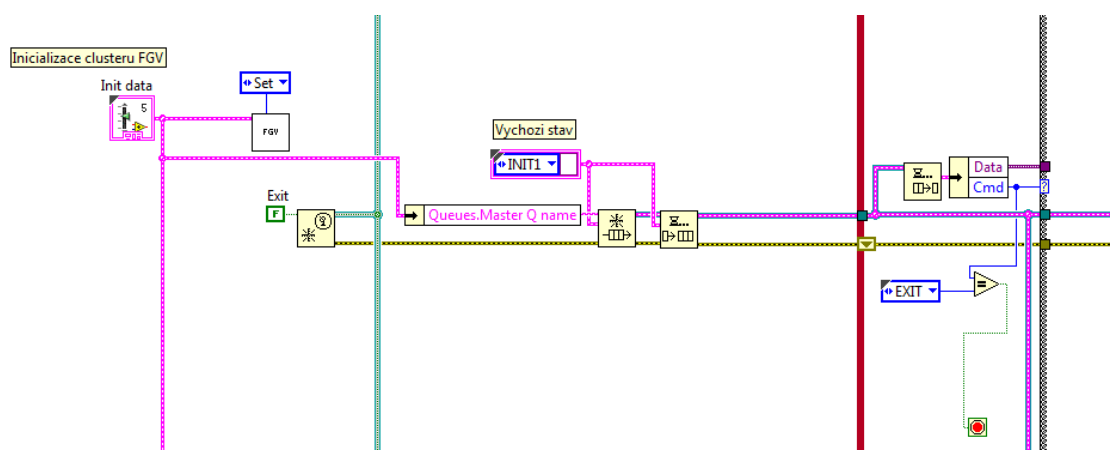 Inicializace clusteru FGV
Init data
5
Set
FGV
Vychozi stav
INIT1
Exit
F
Queues.Master Q name
Data
Cmd
?
EXIT
=